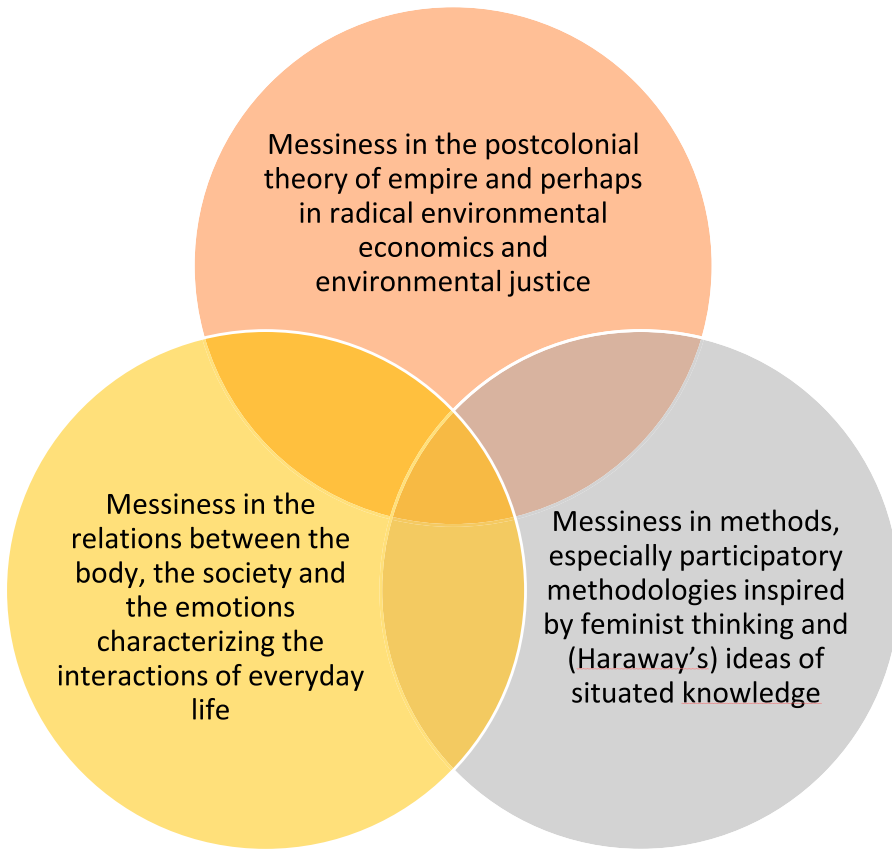 Messiness in the postcolonial
theory of empire and perhaps
in radical environmental
economics and
environmental justice
Messiness in the
relations between the
body, the society and
the emotions
characterizing the
interactions of everyday
life
Messiness in methods,
especially participatory
methodologies inspired
by feminist thinking and
(Haraway’s) ideas of
situated knowledge